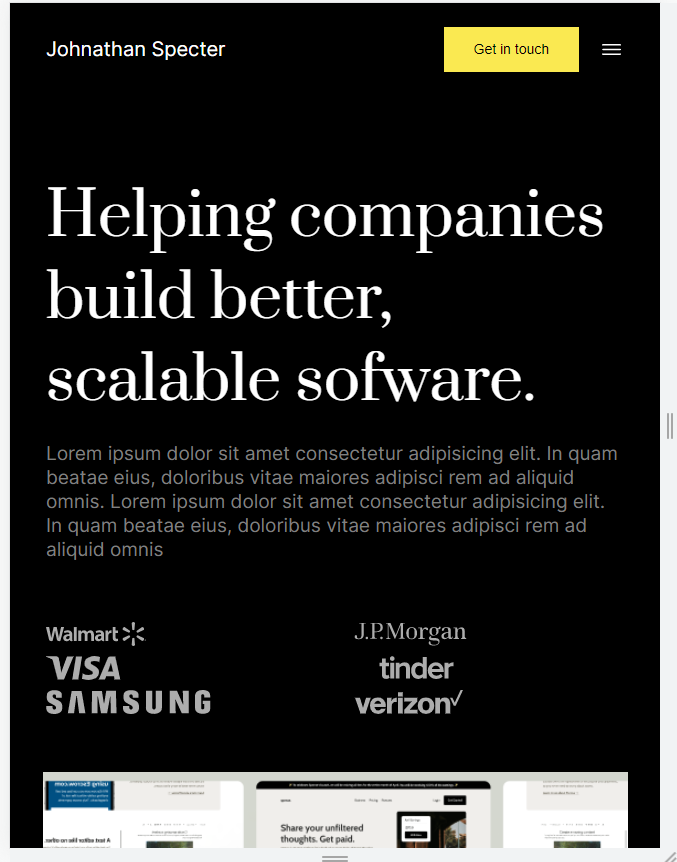 Johnathan Specter
Get in touch
Helping companies
build better,
scalable sofware.
Lorem ipsum dolor sit amet consectetur adipisicing elit. In quam
beatae eius, doloribus vitae maiores adipisci rem ad aliquid
omnis. Lorem ipsum dolor sit amet consectetur adipisicing elit.
In quam beatae eius, doloribus vitae maiores adipisci rem ad
aliquid omnis
Walmart
J.P.Morgan
VISA
tinder
SAMSUNG
verizon
Share your unfiltered
thoughts. Get paid.